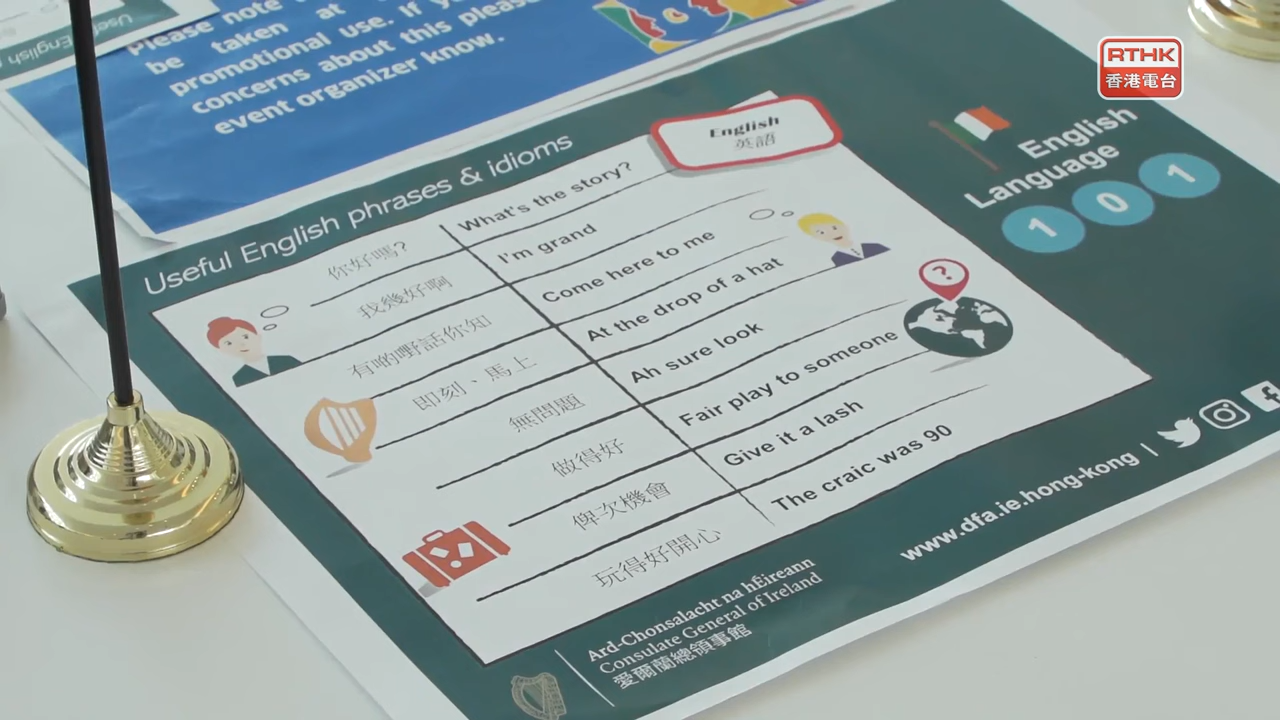 Useful English
please note
be taken at
promotional use. If
concerns about this please
event organizer know.
RTHK
香港電台
Useful English phrases & idioms
English
英語
你好嗎? What's the story?
我幾好啊 I'm grand
有啲嘢話你知 Come here to me
即刻、馬上 At the drop of a hat
無問題 Ah sure look
做得好 Fair play to someone
俾次機會 Give it a lash
玩得好開心 The craic was 90
English
Language
1 0 1
?
www.dfa.ie.hong-kong |
Ard-Chonsalacht na hÉireann
Consulate General of Ireland
愛爾蘭總領事館